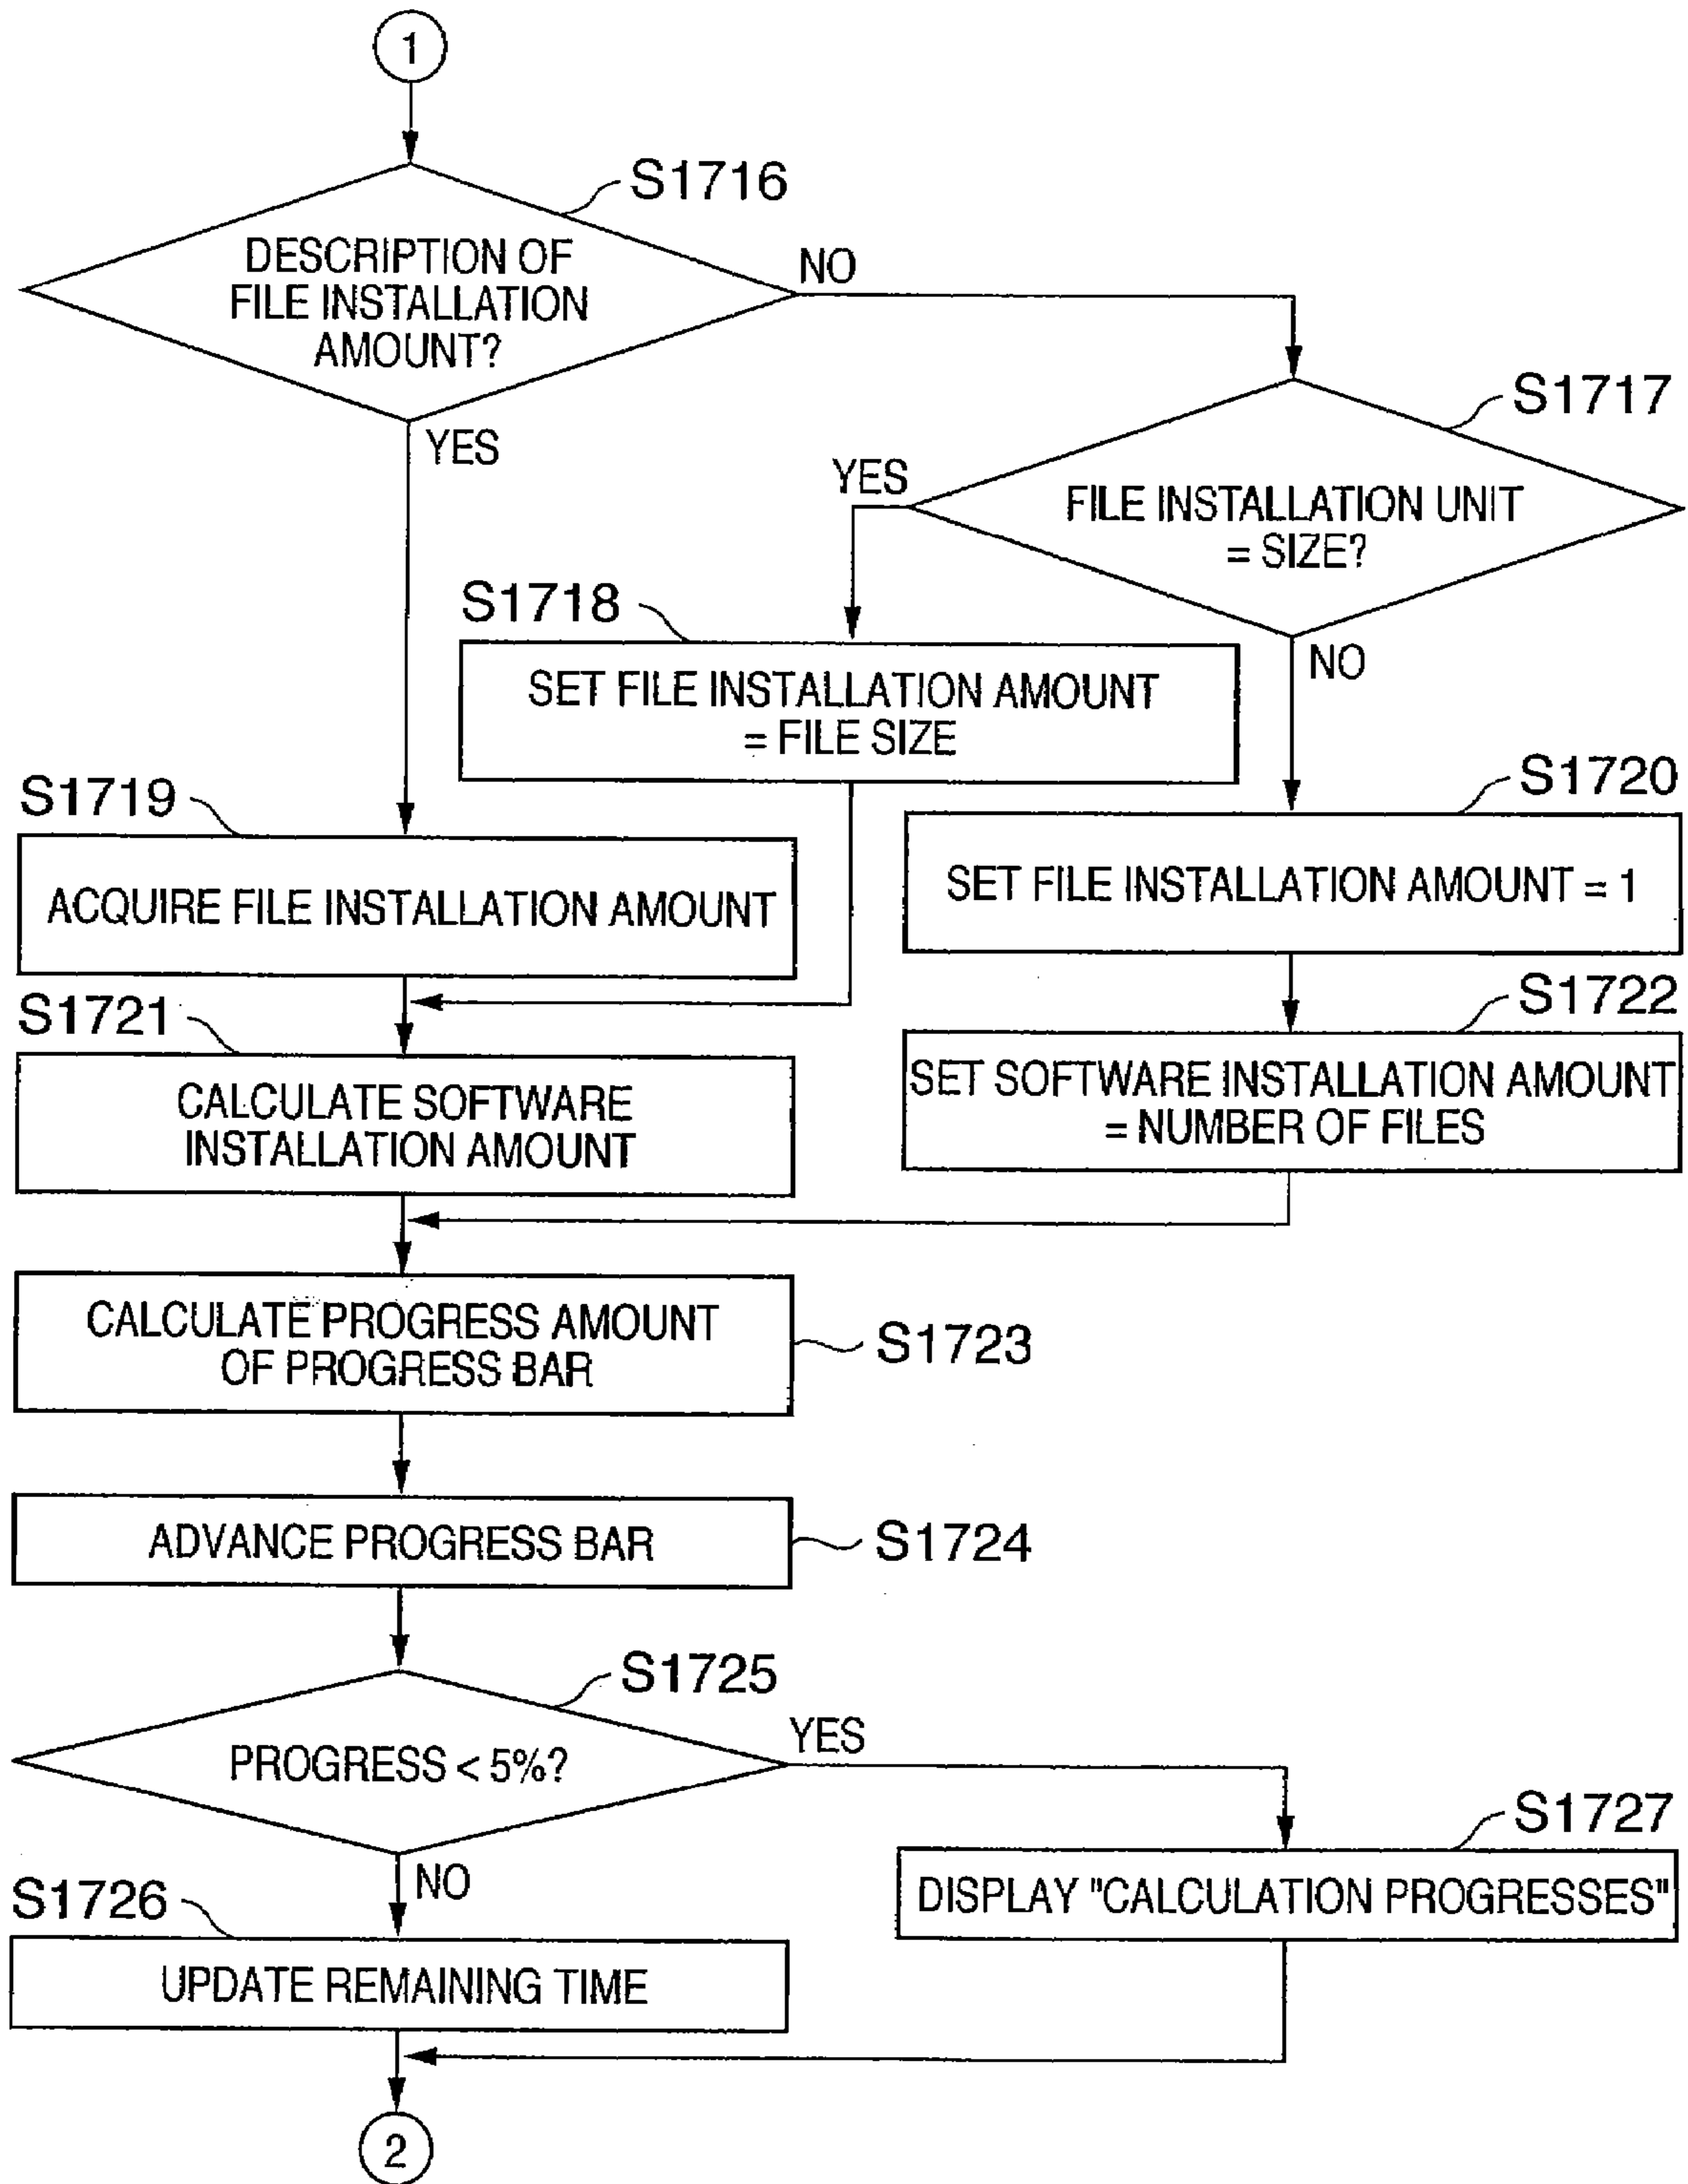 1
S1716
DESCRIPTION OF
FILE INSTALLATION
AMOUNT?
NO
YES
S1717
FILE INSTALLATION UNIT
= SIZE?
YES
NO
S1718
SET FILE INSTALLATION AMOUNT
= FILE SIZE
S1719
ACQUIRE FILE INSTALLATION AMOUNT
S1720
SET FILE INSTALLATION AMOUNT = 1
S1721
CALCULATE SOFTWARE
INSTALLATION AMOUNT
S1722
SET SOFTWARE INSTALLATION AMOUNT
= NUMBER OF FILES
CALCULATE PROGRESS AMOUNT
OF PROGRESS BAR
S1723
ADVANCE PROGRESS BAR
S1724
S1725
PROGRESS < 5%?
YES
NO
S1727
DISPLAY "CALCULATION PROGRESSES"
S1726
UPDATE REMAINING TIME
2